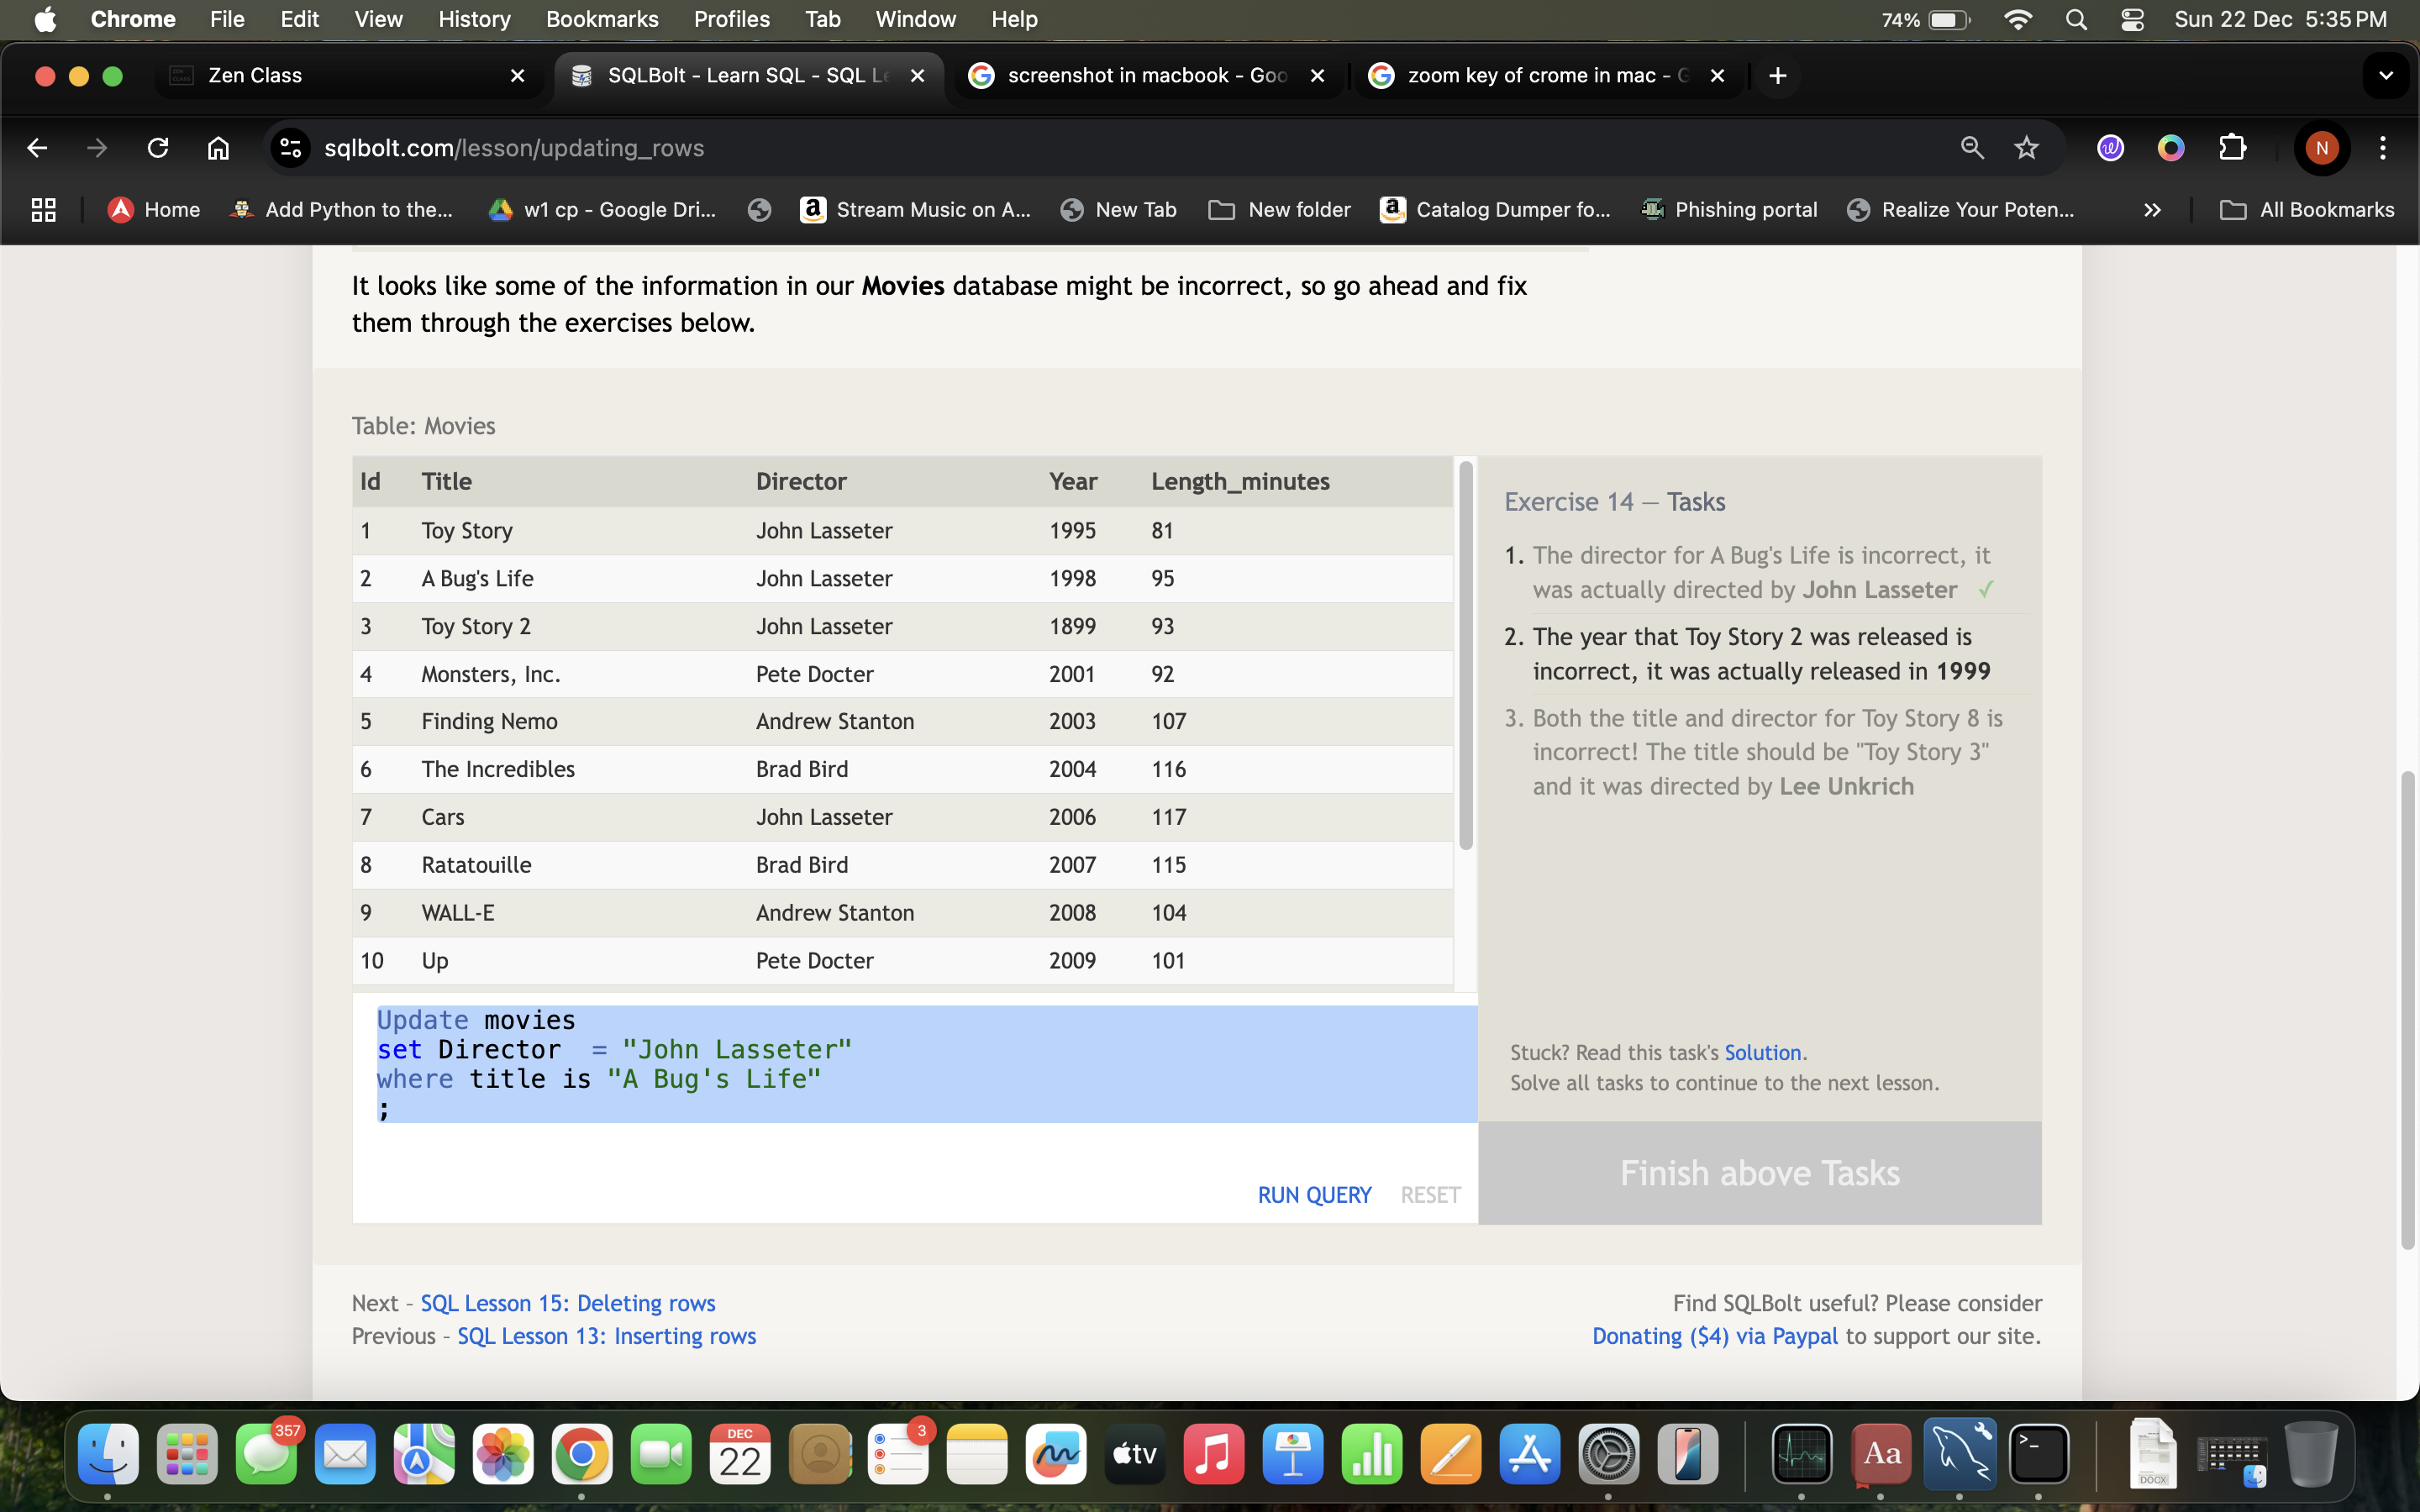 Chrome File Edit View History Bookmarks Profiles Tab Window Help 74% Sun 22 Dec 5:35 PM
Zen Class SQLBolt - Learn SQL - SQL Le screenshot in macbook - Goo zoom key of crome in mac - G
sqlbolt.com/lesson/updating_rows N
Home Add Python to the... w1 cp - Google Dri... Stream Music on A... New Tab New folder Catalog Dumper fo... Phishing portal Realize Your Poten... All Bookmarks
It looks like some of the information in our Movies database might be incorrect, so go ahead and fix
them through the exercises below.
Table: Movies
Id Title Director Year Length_minutes
1 Toy Story John Lasseter 1995 81
2 A Bug's Life John Lasseter 1998 95
3 Toy Story 2 John Lasseter 1899 93
4 Monsters, Inc. Pete Docter 2001 92
5 Finding Nemo Andrew Stanton 2003 107
6 The Incredibles Brad Bird 2004 116
7 Cars John Lasseter 2006 117
8 Ratatouille Brad Bird 2007 115
9 WALL-E Andrew Stanton 2008 104
10 Up Pete Docter 2009 101
Update movies
set Director  = "John Lasseter"
where title is "A Bug's Life"
;
RUN QUERY RESET
Exercise 14 — Tasks
1. The director for A Bug's Life is incorrect, it
was actually directed by John Lasseter ✓
2. The year that Toy Story 2 was released is
incorrect, it was actually released in 1999
3. Both the title and director for Toy Story 8 is
incorrect! The title should be "Toy Story 3"
and it was directed by Lee Unkrich
Stuck? Read this task's Solution.
Solve all tasks to continue to the next lesson.
Finish above Tasks
Next – SQL Lesson 15: Deleting rows
Previous – SQL Lesson 13: Inserting rows
Find SQLBolt useful? Please consider
Donating ($4) via Paypal to support our site.
357 DEC 22 3 tv Aa DOCX